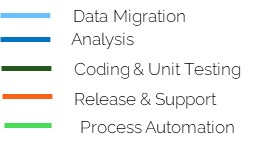 Data Migration
Analysis
Coding & Unit Testing
Release & Support
Process Automation